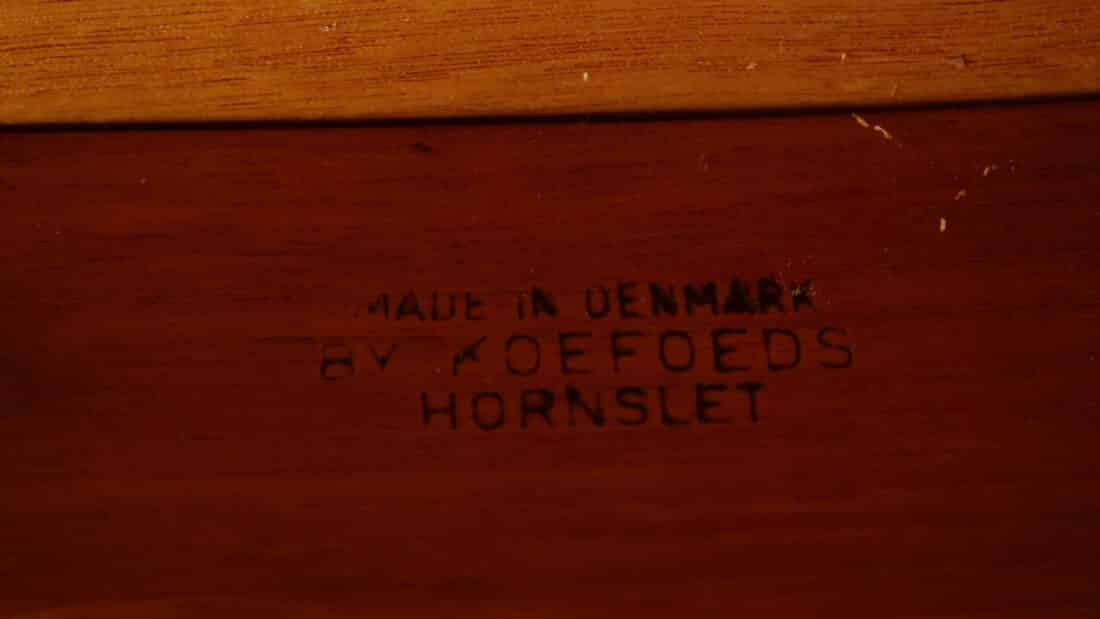 MADE IN DENMARK
BY KOEFOEDS
HORNSLET